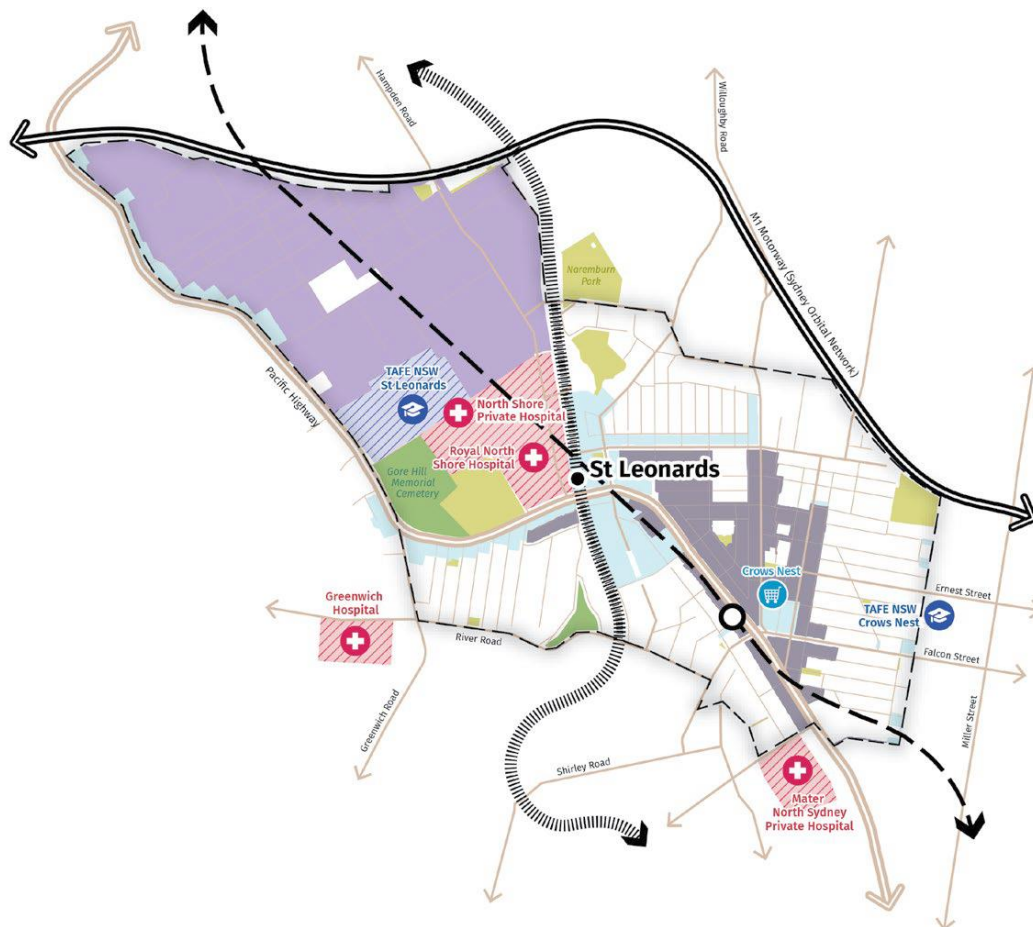 Hampden Road
Willoughby Road
M1 Motorway (Sydney Orbital Network)
Naremburn
Park
Pacific Highway
TAFE NSW
St Leonards
North Shore
Private Hospital
Royal North
Shore Hospital
Gore Hill
Memorial
Cemetery
St Leonards
Crows Nest
TAFE NSW
Crows Nest
Ernest Street
Falcon Street
Miller Street
Greenwich
Hospital
River Road
Greenwich Road
Shirley Road
Mater
North Sydney
Private Hospital